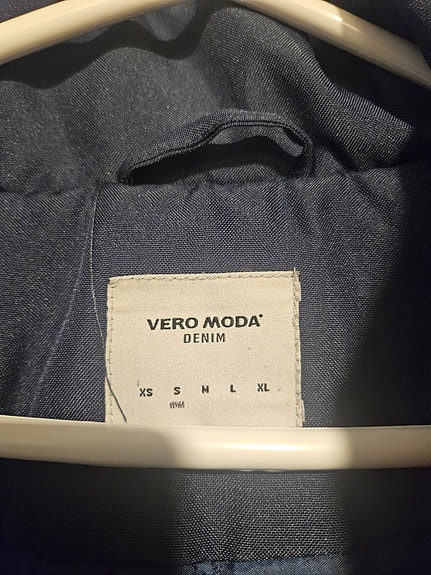 VERO MODA
DENIM
XS S M L XL